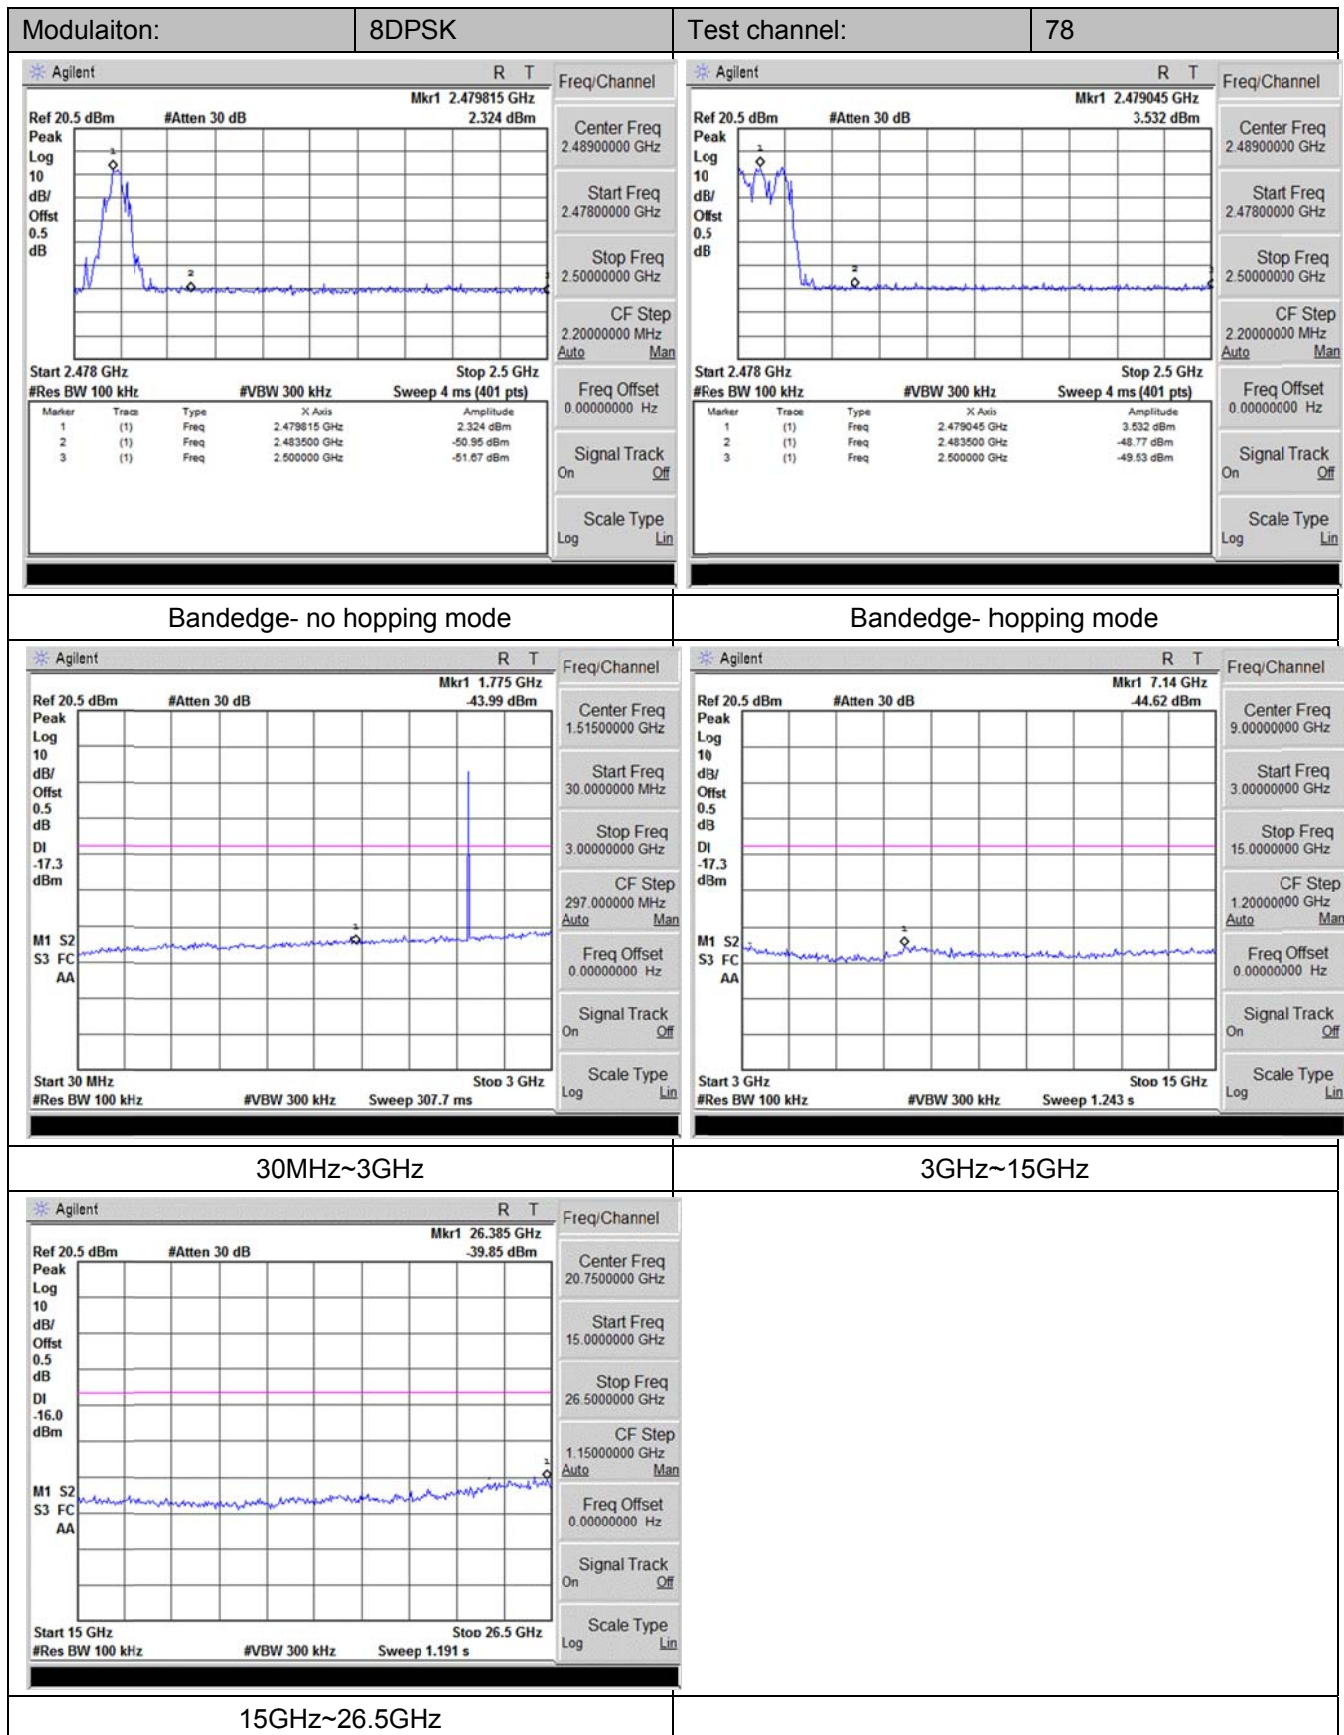 Modulaiton: 8DPSK Test channel: 78
Agilent R T Freq/Channel
Mkr1 2.479815 GHz
Ref 20.5 dBm #Atten 30 dB 2.324 dBm
Peak
Log
10
dB/
Offst
0.5
dB
1
2
Start 2.478 GHz Stop 2.5 GHz
#Res BW 100 kHz #VBW 300 kHz Sweep 4 ms (401 pts)
Marker Trace Type X Axis Amplitude
1 (1) Freq 2.479815 GHz 2.324 dBm
2 (1) Freq 2.483500 GHz -50.95 dBm
3 (1) Freq 2.500000 GHz -51.67 dBm
Center Freq
2.48900000 GHz
Start Freq
2.47800000 GHz
Stop Freq
2.50000000 GHz
CF Step
2.20000000 MHz
Auto Man
Freq Offset
0.00000000 Hz
Signal Track
On Off
Scale Type
Log Lin
Agilent R T Freq/Channel
Mkr1 2.479045 GHz
Ref 20.5 dBm #Atten 30 dB 3.532 dBm
Peak
Log
10
dB/
Offst
0.5
dB
1
2
Start 2.478 GHz Stop 2.5 GHz
#Res BW 100 kHz #VBW 300 kHz Sweep 4 ms (401 pts)
Marker Trace Type X Axis Amplitude
1 (1) Freq 2.479045 GHz 3.532 dBm
2 (1) Freq 2.483500 GHz -48.77 dBm
3 (1) Freq 2.500000 GHz -49.53 dBm
Center Freq
2.48900000 GHz
Start Freq
2.47800000 GHz
Stop Freq
2.50000000 GHz
CF Step
2.20000000 MHz
Auto Man
Freq Offset
0.00000000 Hz
Signal Track
On Off
Scale Type
Log Lin
Bandedge- no hopping mode Bandedge- hopping mode
Agilent R T Freq/Channel
Mkr1 1.775 GHz
Ref 20.5 dBm #Atten 30 dB -43.99 dBm
Peak
Log
10
dB/
Offst
0.5
dB
DI
-17.3
dBm
1
M1 S2
S3 FC
AA
Start 30 MHz Stop 3 GHz
#Res BW 100 kHz #VBW 300 kHz Sweep 307.7 ms
Center Freq
1.51500000 GHz
Start Freq
30.0000000 MHz
Stop Freq
3.00000000 GHz
CF Step
297.000000 MHz
Auto Man
Freq Offset
0.00000000 Hz
Signal Track
On Off
Scale Type
Log Lin
Agilent R T Freq/Channel
Mkr1 7.14 GHz
Ref 20.5 dBm #Atten 30 dB -44.62 dBm
Peak
Log
10
dB/
Offst
0.5
dB
DI
-17.3
dBm
1
M1 S2
S3 FC
AA
Start 3 GHz Stop 15 GHz
#Res BW 100 kHz #VBW 300 kHz Sweep 1.243 s
Center Freq
9.00000000 GHz
Start Freq
3.00000000 GHz
Stop Freq
15.0000000 GHz
CF Step
1.20000000 GHz
Auto Man
Freq Offset
0.00000000 Hz
Signal Track
On Off
Scale Type
Log Lin
30MHz~3GHz 3GHz~15GHz
Agilent R T Freq/Channel
Mkr1 26.385 GHz
Ref 20.5 dBm #Atten 30 dB -39.85 dBm
Peak
Log
10
dB/
Offst
0.5
dB
DI
-16.0
dBm
1
M1 S2
S3 FC
AA
Start 15 GHz Stop 26.5 GHz
#Res BW 100 kHz #VBW 300 kHz Sweep 1.191 s
Center Freq
20.7500000 GHz
Start Freq
15.0000000 GHz
Stop Freq
26.5000000 GHz
CF Step
1.15000000 GHz
Auto Man
Freq Offset
0.00000000 Hz
Signal Track
On Off
Scale Type
Log Lin
15GHz~26.5GHz